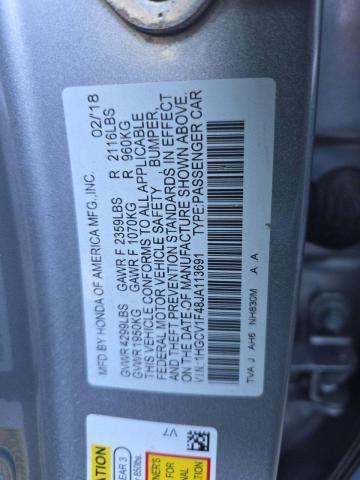 MFD BY HONDA OF AMERICA MFG.,INC. 02/'18
GVWR 4299LBS GAWR F 2359LBS R 2116LBS
GVWR 1950KG GAWR F 1070KG R 960KG
THIS VEHICLE CONFORMS TO ALL APPLICABLE
FEDERAL MOTOR VEHICLE SAFETY, BUMPER,
AND THEFT PREVENTION STANDARDS IN EFFECT
ON THE DATE OF MANUFACTURE SHOWN ABOVE.
V.I.N.: 1HGCV1F48JA113691 TYPE:PASSENGER CAR
TVA J AH6 NH830M A A
V7
EAR 3